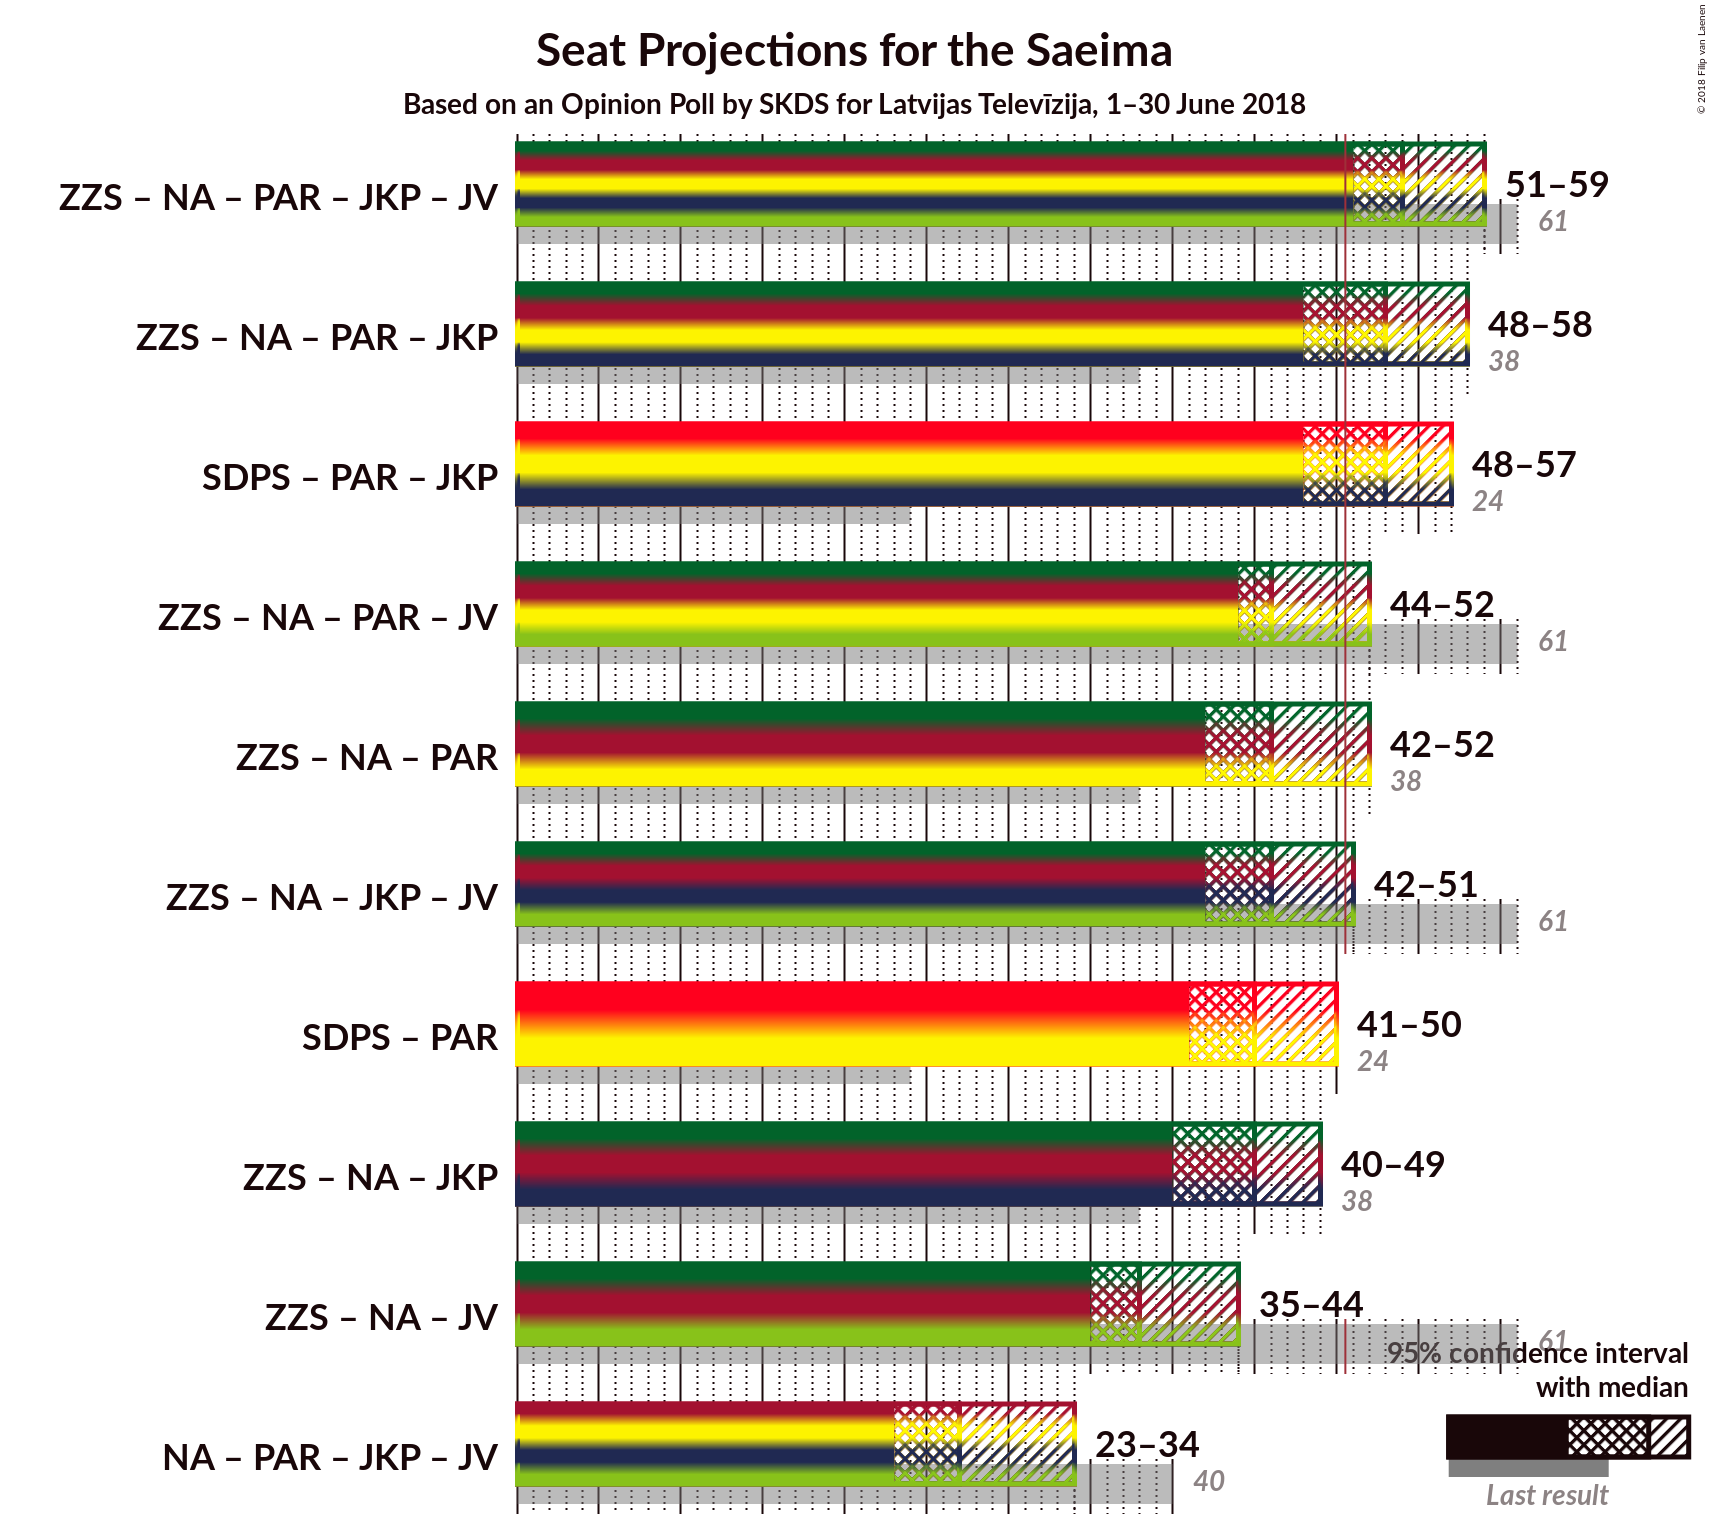 © 2018 Filip van Laenen
Seat Projections for the Saeima
Based on an Opinion Poll by SKDS for Latvijas Televīzija, 1–30 June 2018
ZZS – NA – PAR – JKP – JV
51–59
61
ZZS – NA – PAR – JKP
48–58
38
SDPS – PAR – JKP
48–57
24
ZZS – NA – PAR – JV
44–52
61
ZZS – NA – PAR
42–52
38
ZZS – NA – JKP – JV
42–51
61
SDPS – PAR
41–50
24
ZZS – NA – JKP
40–49
38
ZZS – NA – JV
35–44
61
NA – PAR – JKP – JV
23–34
40
95% confidence interval
with median
Last result